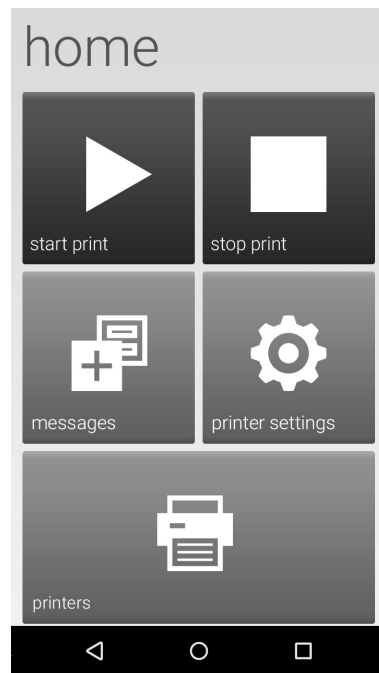 home
start print
stop print
messages
printer settings
printers